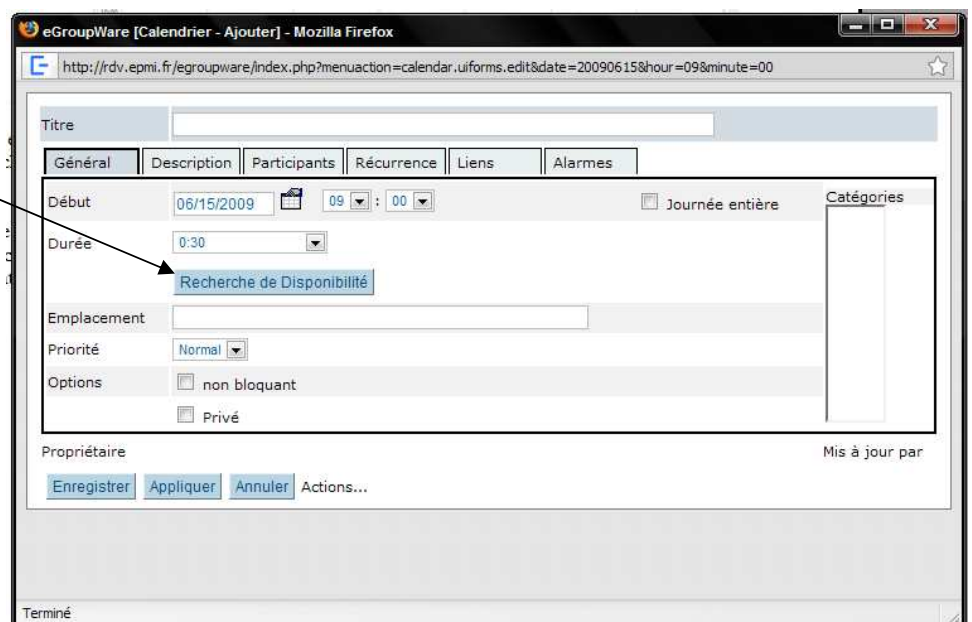 eGroupWare [Calendrier - Ajouter] - Mozilla Firefox
http://rdv.epmi.fr/egroupware/index.php?menuaction=calendar.uiforms.edit&date=20090615&hour=09&minute=00
Titre
Général Description Participants Récurrence Liens Alarmes
Début 06/15/2009 09 : 00 Journée entière Catégories
Durée 0:30
Recherche de Disponibilité
Emplacement
Priorité Normal
Options non bloquant
Privé
Propriétaire Mis à jour par
Enregistrer Appliquer Annuler Actions...
Terminé